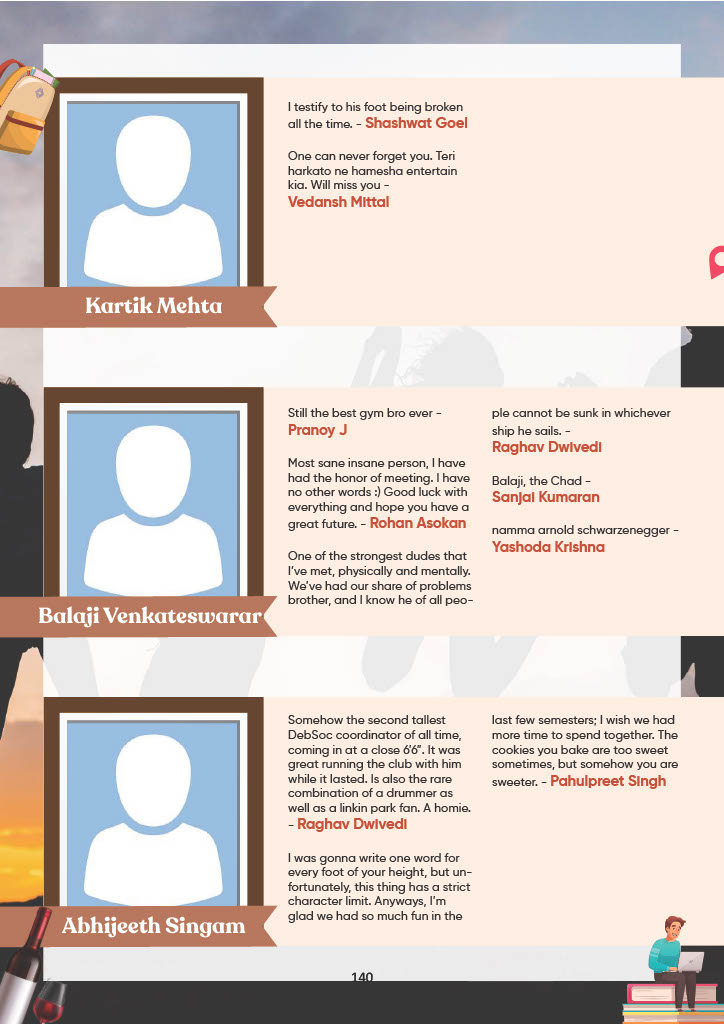 I testify to his foot being broken
all the time. - Shashwat Goel
One can never forget you. Teri
harkato ne hamesha entertain
kia. Will miss you -
Vedansh Mittal
Kartik Mehta
Still the best gym bro ever -
Pranoy J
Most sane insane person, I have
had the honor of meeting. I have
no other words :) Good luck with
everything and hope you have a
great future. - Rohan Asokan
One of the strongest dudes that
I've met, physically and mentally.
We've had our share of problems
brother, and I know he of all peo-
ple cannot be sunk in whichever
ship he sails. -
Raghav Dwivedi
Balaji, the Chad -
Sanjai Kumaran
namma arnold schwarzenegger -
Yashoda Krishna
Balaji Venkateswarar
Somehow the second tallest
DebSoc coordinator of all time,
coming in at a close 6'6". It was
great running the club with him
while it lasted. Is also the rare
combination of a drummer as
well as a linkin park fan. A homie.
- Raghav Dwivedi
I was gonna write one word for
every foot of your height, but un-
fortunately, this thing has a strict
character limit. Anyways, I'm
glad we had so much fun in the
last few semesters; I wish we had
more time to spend together. The
cookies you bake are too sweet
sometimes, but somehow you are
sweeter. - Pahulpreet Singh
Abhijeeth Singam
140